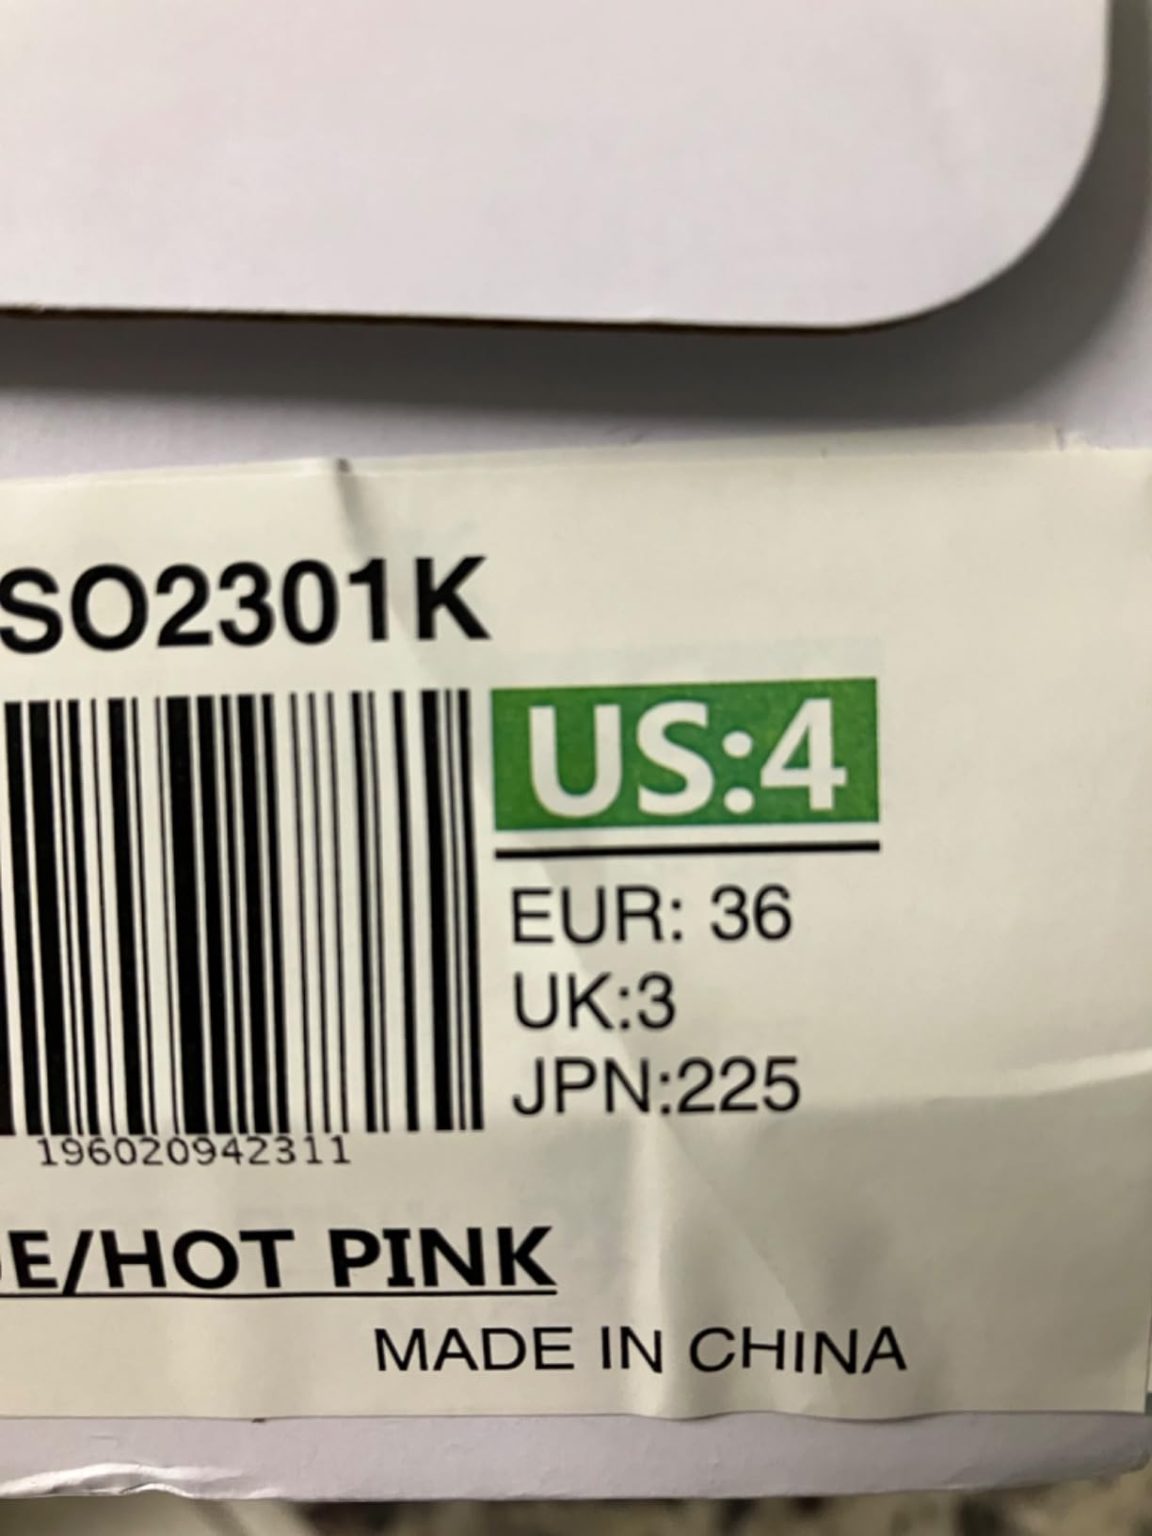 SO2301K
US:4
EUR: 36
UK:3
JPN:225
196020942311
E/HOT PINK
MADE IN CHINA